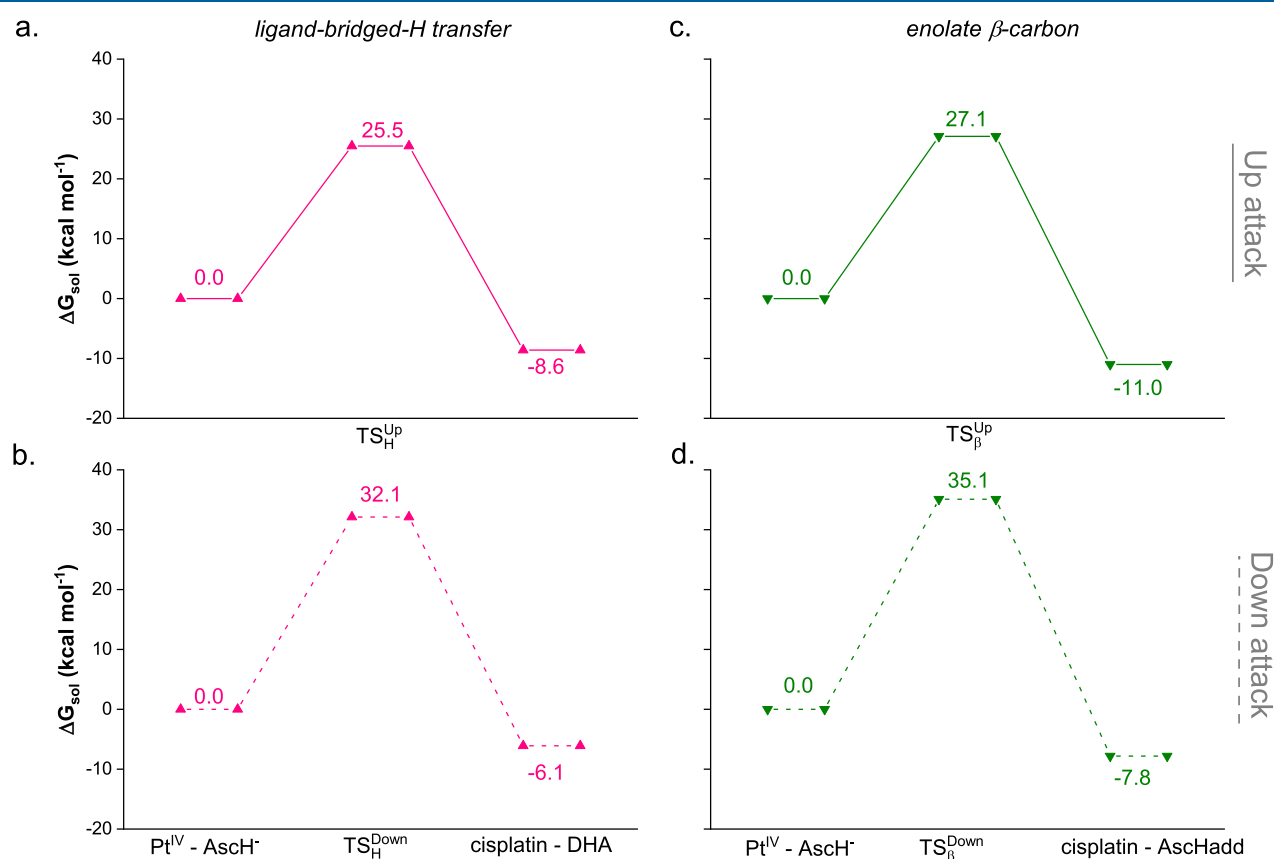 a. ligand-bridged-H transfer
ΔGsol (kcal mol-1)
40
30
20
10
0
-10
-20
0.0
25.5
-8.6
TSHUp
c. enolate β-carbon
0.0
27.1
-11.0
TSβUp
Up attack
b.
ΔGsol (kcal mol-1)
40
30
20
10
0
-10
-20
0.0
32.1
-6.1
PtIV - AscH- TSHDown cisplatin - DHA
d.
0.0
35.1
-7.8
PtIV - AscH- TSβDown cisplatin - AscHadd
Down attack